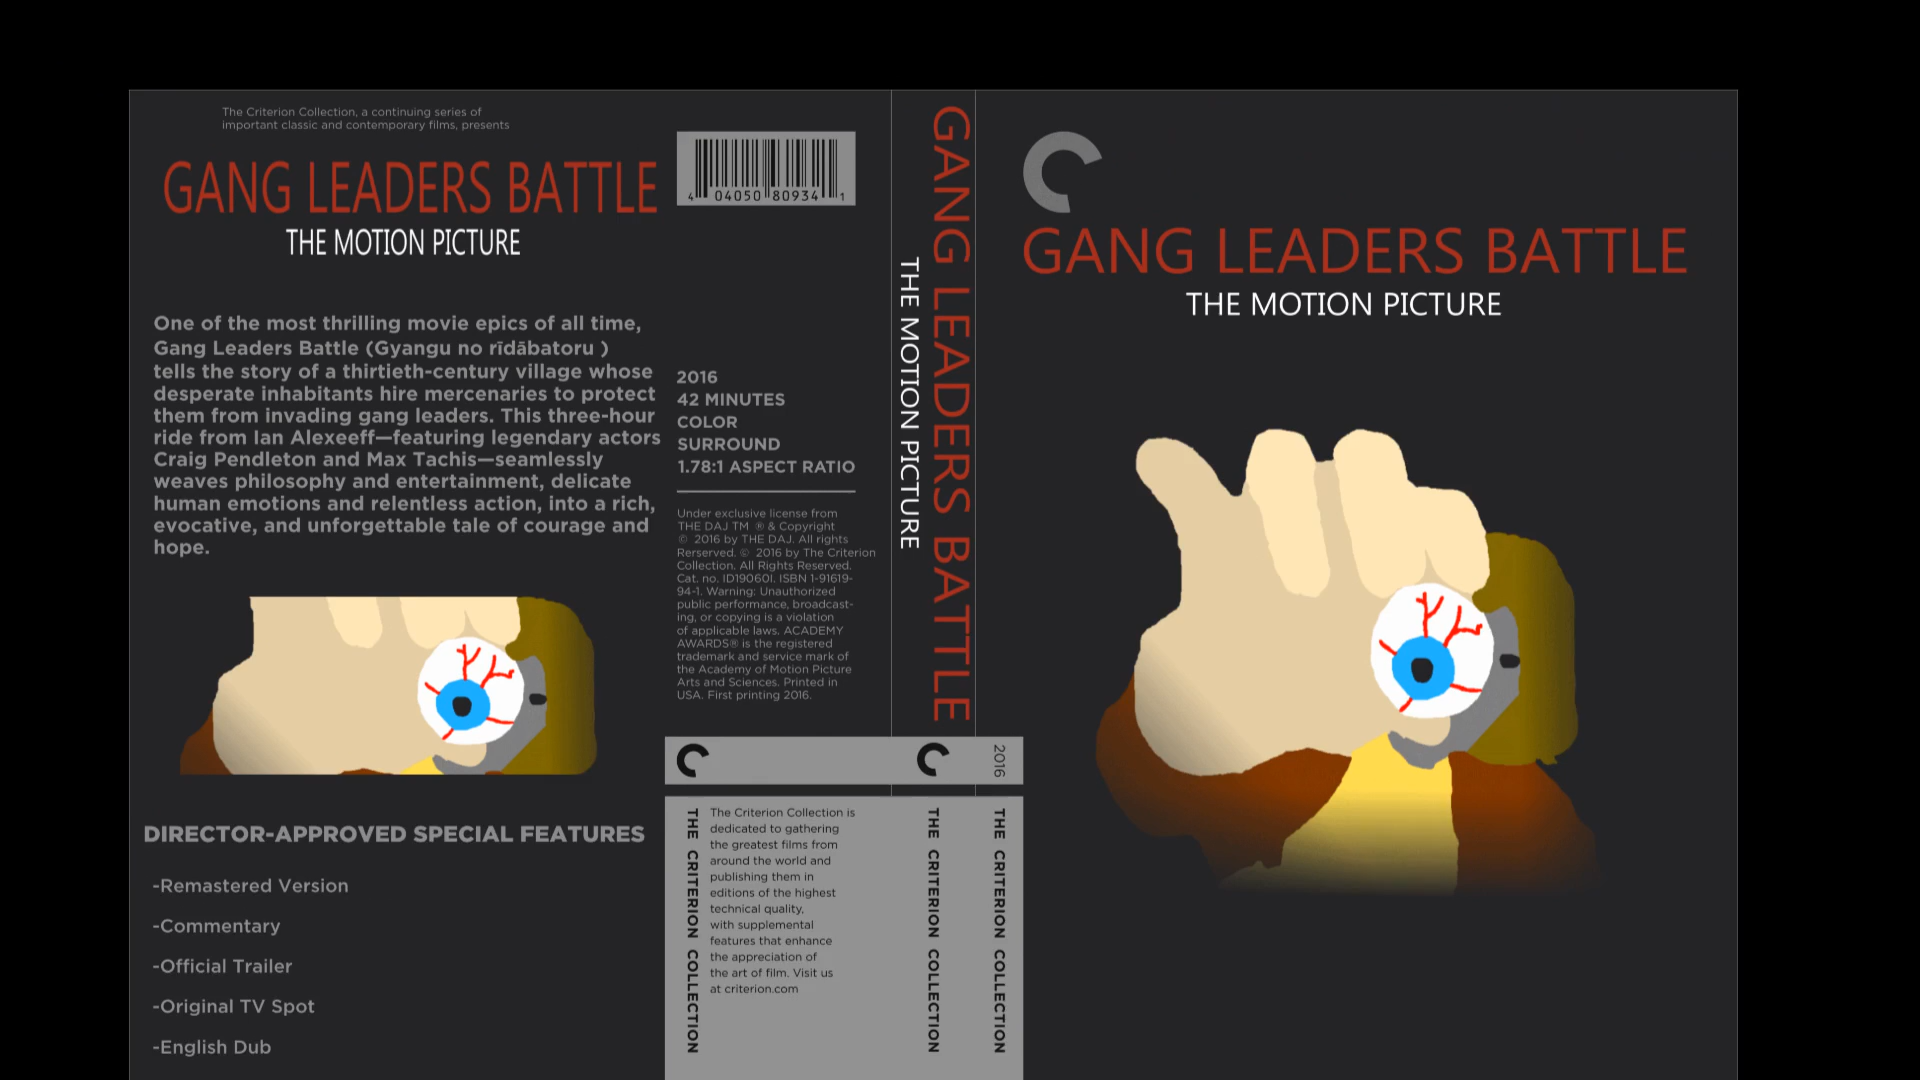 The Criterion Collection, a continuing series of
important classic and contemporary films, presents
GANG LEADERS BATTLE
THE MOTION PICTURE
One of the most thrilling movie epics of all time,
Gang Leaders Battle (Gyangu no rīdābatoru )
tells the story of a thirtieth-century village whose
desperate inhabitants hire mercenaries to protect
them from invading gang leaders. This three-hour
ride from Ian Alexeeff—featuring legendary actors
Craig Pendleton and Max Tachis—seamlessly
weaves philosophy and entertainment, delicate
human emotions and relentless action, into a rich,
evocative, and unforgettable tale of courage and
hope.
DIRECTOR-APPROVED SPECIAL FEATURES
-Remastered Version
-Commentary
-Official Trailer
-Original TV Spot
-English Dub
4 04050 80934 1
2016
42 MINUTES
COLOR
SURROUND
1.78:1 ASPECT RATIO
Under exclusive license from
THE DAJ TM ® & Copyright
© 2016 by THE DAJ. All rights
Rerserved. © 2016 by The Criterion
Collection. All Rights Reserved.
Cat. no. ID19060I. ISBN 1-91619-
94-1. Warning: Unauthorized
public performance, broadcast-
ing, or copying is a violation
of applicable laws. ACADEMY
AWARDS® is the registered
trademark and service mark of
the Academy of Motion Picture
Arts and Sciences. Printed in
USA. First printing 2016.
THE CRITERION COLLECTION
The Criterion Collection is
dedicated to gathering
the greatest films from
around the world and
publishing them in
editions of the highest
technical quality,
with supplemental
features that enhance
the appreciation of
the art of film. Visit us
at criterion.com
GANG LEADERS BATTLE
THE MOTION PICTURE
THE CRITERION COLLECTION
2016
THE CRITERION COLLECTION
GANG LEADERS BATTLE
THE MOTION PICTURE